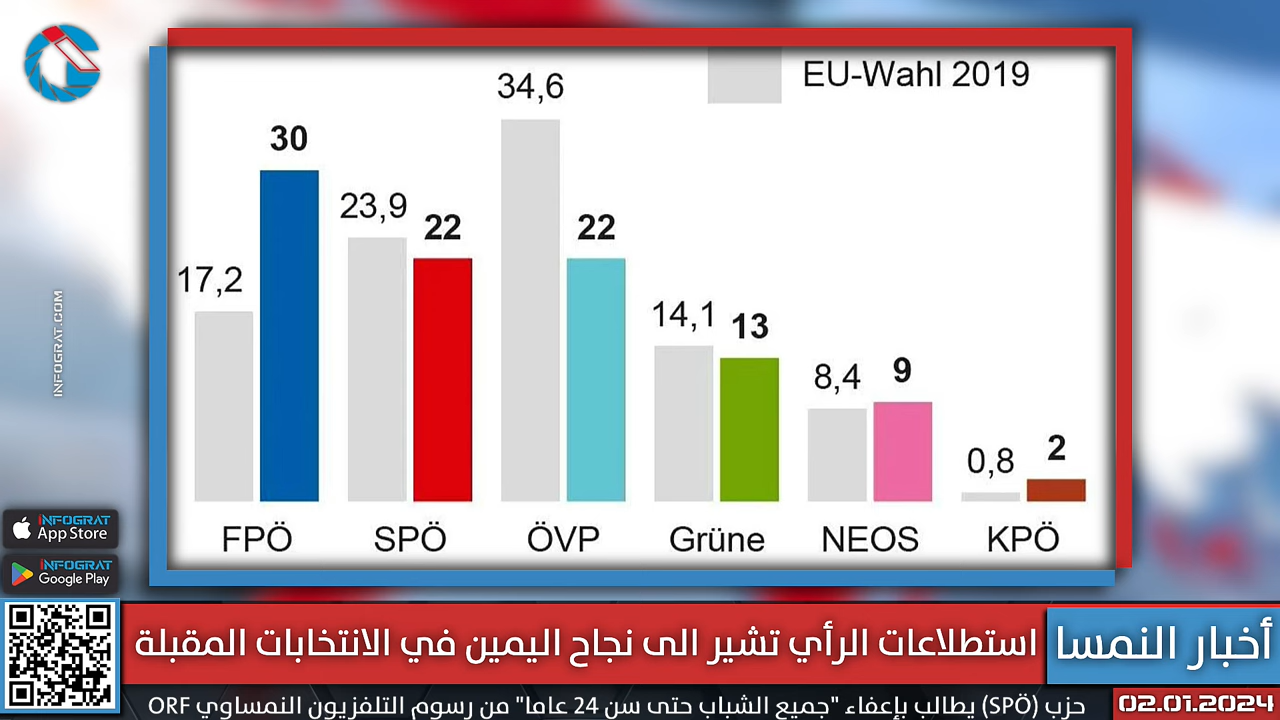 EU-Wahl 2019
34,6
30
23,9
22
22
17,2
14,1
13
8,4
9
0,8
2
FPÖ SPÖ ÖVP Grüne NEOS KPÖ
INFOGRAT.COM
INFOGRAT
App Store
INFOGRAT
Google Play
أخبار النمسا
استطلاعات الرأي تشير الى نجاح اليمين في الانتخابات المقبلة
02.01.2024
حزب (SPÖ) يطالب بإعفاء "جميع الشباب حتى سن 24 عاما" من رسوم التلفزيون النمساوي ORF